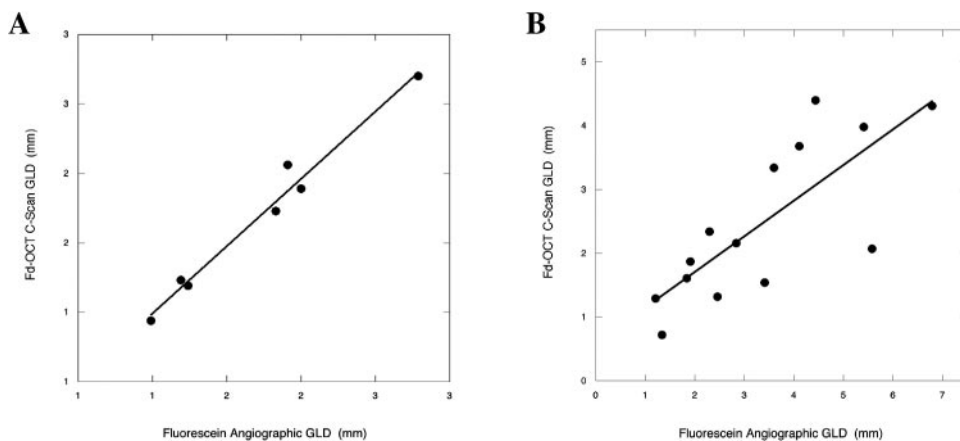 A
Fd-OCT C-Scan GLD (mm)
3
3
2
2
1
1
1 1 2 2 3 3
Fluorescein Angiographic GLD (mm)
B
Fd-OCT C-Scan GLD (mm)
5
4
3
2
1
0
0 1 2 3 4 5 6 7
Fluorescein Angiographic GLD (mm)